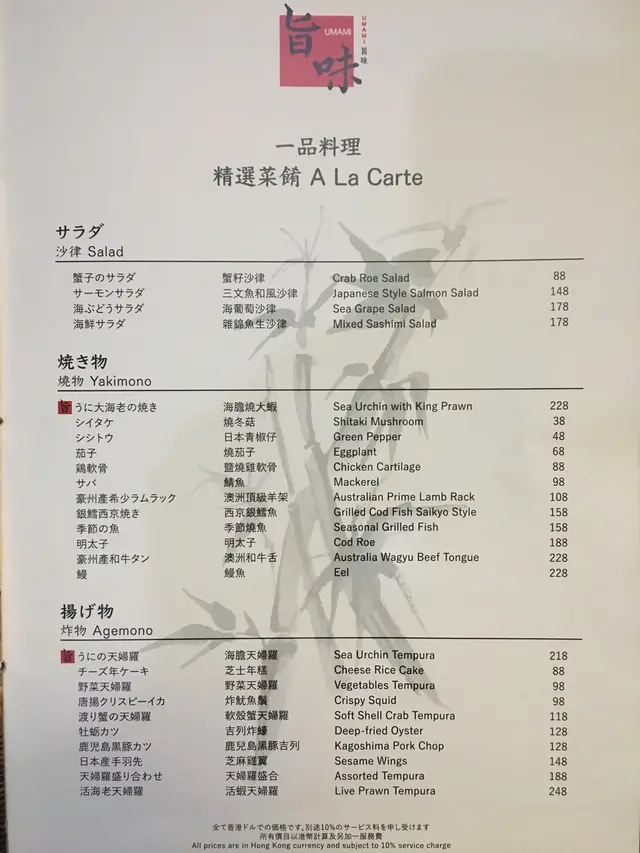 旨味
UMAMI
UMAMI 旨味
一品料理
精選菜餚 A La Carte
サラダ
沙律 Salad
蟹子のサラダ 蟹籽沙律 Crab Roe Salad 88
サーモンサラダ 三文魚和風沙律 Japanese Style Salmon Salad 148
海ぶどうサラダ 海葡萄沙律 Sea Grape Salad 178
海鮮サラダ 雜錦魚生沙律 Mixed Sashimi Salad 178
焼き物
燒物 Yakimono
旨 うに大海老の焼き 海膽燒大蝦 Sea Urchin with King Prawn 228
シイタケ 燒冬菇 Shitaki Mushroom 38
シシトウ 日本青椒仔 Green Pepper 48
茄子 燒茄子 Eggplant 68
鶏軟骨 鹽燒雞軟骨 Chicken Cartilage 88
サバ 鯖魚 Mackerel 98
豪州產希少ラムラック 澳洲頂級羊架 Australian Prime Lamb Rack 108
銀鱈西京焼き 西京銀鱈魚 Grilled Cod Fish Saikyo Style 158
季節の魚 季節燒魚 Seasonal Grilled Fish 158
明太子 明太子 Cod Roe 188
豪州產和牛タン 澳洲和牛舌 Australia Wagyu Beef Tongue 228
鰻 鰻魚 Eel 228
揚げ物
炸物 Agemono
旨 うにの天婦羅 海膽天婦羅 Sea Urchin Tempura 218
チーズ年ケーキ 芝士年糕 Cheese Rice Cake 88
野菜天婦羅 野菜天婦羅 Vegetables Tempura 98
唐揚クリスピーイカ 炸魷魚鬚 Crispy Squid 98
渡り蟹の天婦羅 軟殼蟹天婦羅 Soft Shell Crab Tempura 118
牡蛎カツ 吉列炸蠔 Deep-fried Oyster 128
鹿児島黒豚カツ 鹿兒島黑豚吉列 Kagoshima Pork Chop 128
日本産手羽先 芝麻雞翼 Sesame Wings 148
天婦羅盛り合わせ 天婦羅盛合 Assorted Tempura 188
活海老天婦羅 活蝦天婦羅 Live Prawn Tempura 248
全て香港ドルでの価格です。別途10%のサービス料を申し受けます
所有價目以港幣計算及另加一服務費
All prices are in Hong Kong currency and subject to 10% service charge